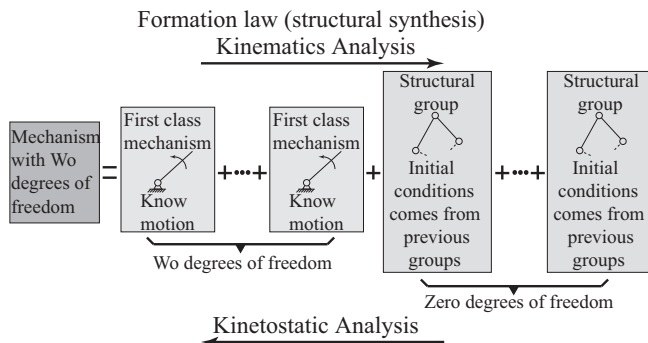 Formation law (structural synthesis)
Kinematics Analysis
Mechanism
with Wo
degrees of
freedom
=
First class
mechanism
Know
motion
+•••+
First class
mechanism
Know
motion
+
Structural
group
Initial
conditions
comes from
previous
groups
+•••+
Structural
group
Initial
conditions
comes from
previous
groups
Wo degrees of freedom
Zero degrees of freedom
Kinetostatic Analysis